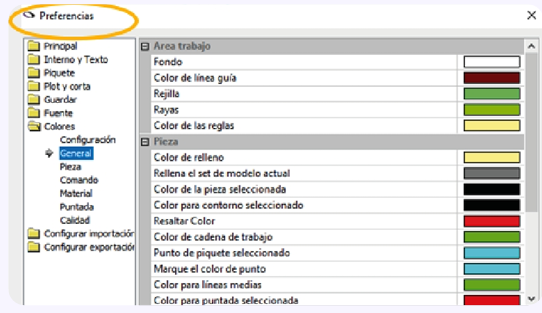 Preferencias
Principal
Interno y Texto
Piquete
Plot y corta
Guardar
Fuente
Colores
Configuración
General
Pieza
Comando
Material
Puntada
Calidad
Configurar importación
Configurar exportación
Area trabajo
Fondo
Color de línea guía
Rejilla
Rayas
Color de las reglas
Pieza
Color de relleno
Rellena el set de modelo actual
Color de la pieza seleccionada
Color para contorno seleccionado
Resaltar Color
Color de cadena de trabajo
Punto de piquete seleccionado
Marque el color de punto
Color para líneas medias
Color para puntada seleccionada